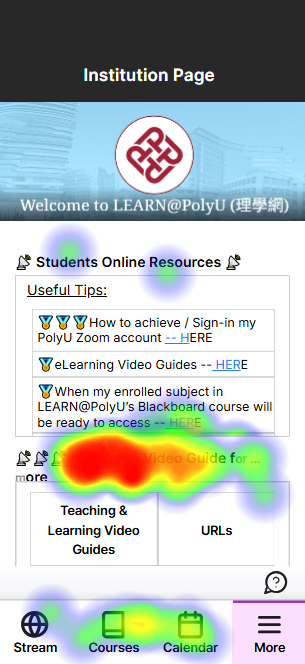 Institution Page
Welcome to LEARN@PolyU (理學網)
Students Online Resources
Useful Tips:
How to achieve / Sign-in my
PolyU Zoom account -- HERE
eLearning Video Guides -- HERE
When my enrolled subject in
LEARN@PolyU's Blackboard course will
be ready to access -- HERE
Video Guide for ...
more
Teaching &
Learning Video
Guides
URLs
Stream
Courses
Calendar
More